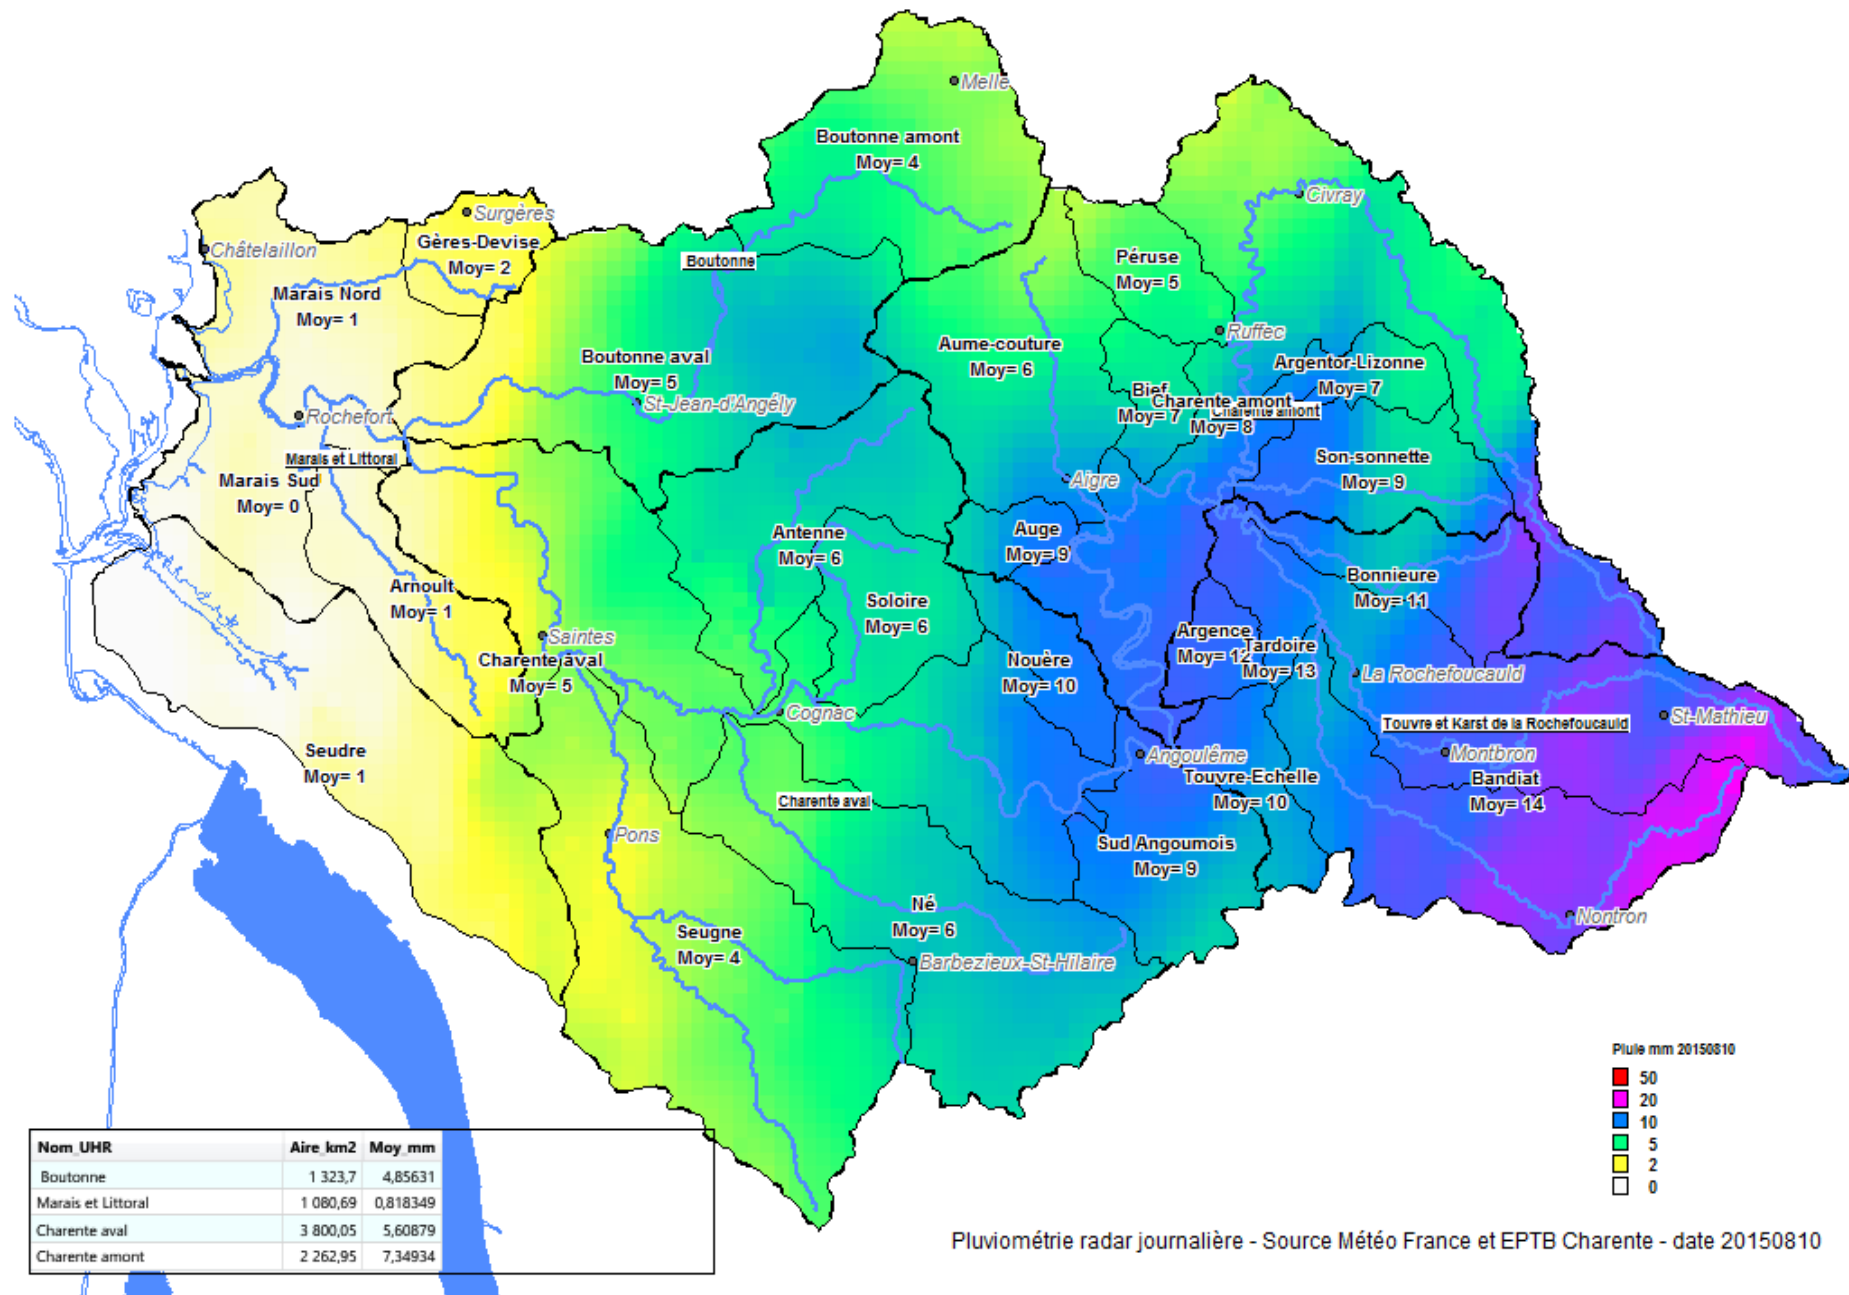 Melle
Boutonne amont
Moy= 4
Civray
Surgères
Châtelaillon
Gères-Devise
Moy= 2
Boutonne
Péruse
Moy= 5
Marais Nord
Moy= 1
Ruffec
Aume-couture
Moy= 6
Boutonne aval
Moy= 5
Argentor-Lizonne
Moy= 7
Bief
Moy= 7
Charente amont
Moy= 8
Charente amont
St-Jean-d'Angély
Rochefort
Marais et Littoral
Marais Sud
Moy= 0
Son-sonnette
Moy= 9
Aigre
Auge
Moy= 9
Antenne
Moy= 6
Bonnieure
Moy= 11
Arnoult
Moy= 1
Soloire
Moy= 6
Saintes
Charente aval
Moy= 5
Argence
Moy= 12
Tardoire
Moy= 13
Nouère
Moy= 10
La Rochefoucauld
Cognac
St-Mathieu
Touvre et Karst de la Rochefoucauld
Seudre
Moy= 1
Angoulême
Montbron
Touvre-Echelle
Moy= 10
Bandiat
Moy= 14
Charente aval
Pons
Sud Angoumois
Moy= 9
Né
Moy= 6
Nontron
Seugne
Moy= 4
Barbezieux-St-Hilaire
Pluie mm 20150810
50
20
10
5
2
0
Nom_UHR Aire_km2 Moy_mm
Boutonne 1 323,7 4,85631
Marais et Littoral 1 080,69 0,818349
Charente aval 3 800,05 5,60879
Charente amont 2 262,95 7,34934
Pluviométrie radar journalière - Source Météo France et EPTB Charente - date 20150810